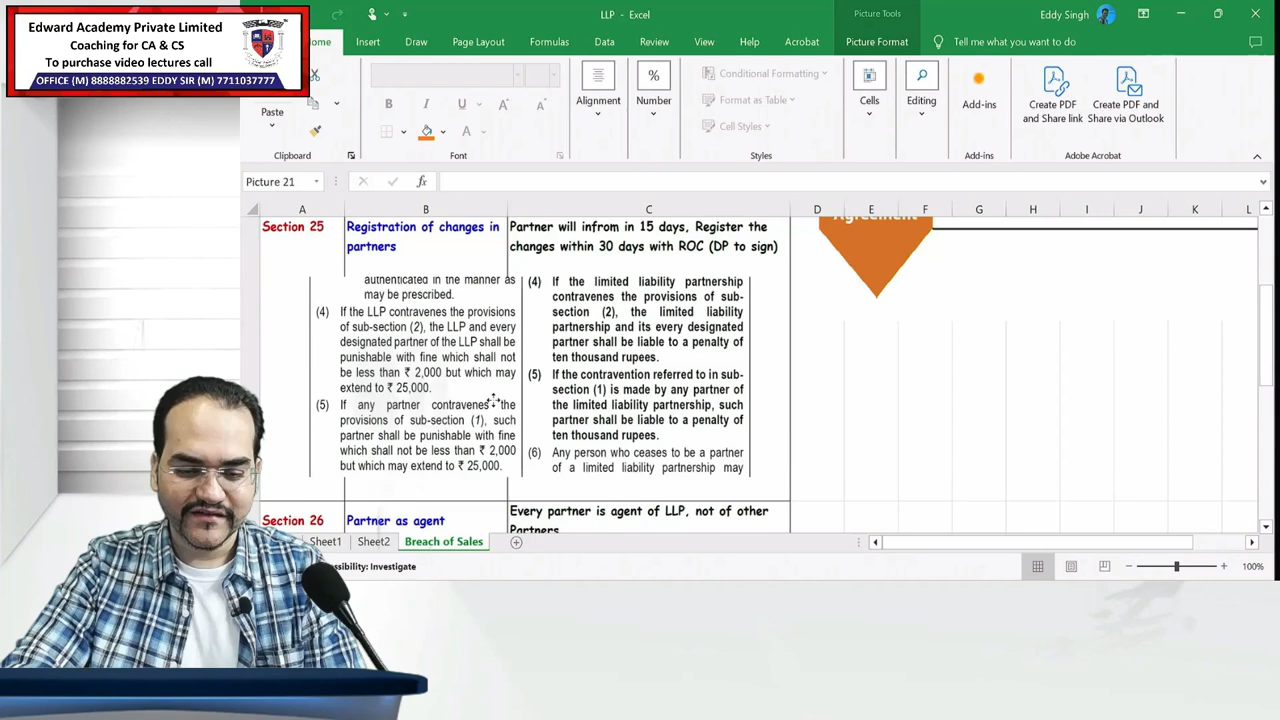 Edward Academy Private Limited
Coaching for CA & CS
To purchase video lectures call
OFFICE (M) 8888882539 EDDY SIR (M) 7711037777
LLP - Excel
Picture Tools
Eddy Singh
Home Insert Draw Page Layout Formulas Data Review View Help Acrobat Picture Format Tell me what you want to do
Paste
B I U A A
A
Alignment
%
Number
Conditional Formatting
Format as Table
Cell Styles
Cells
Editing
Add-ins
Create PDF
and Share link
Create PDF and
Share via Outlook
Clipboard
Font
Styles
Add-ins
Adobe Acrobat
Picture 21
fx
A B C D E F G H I J K L
Section 25
Registration of changes in
partners
Partner will infrom in 15 days, Register the
changes within 30 days with ROC (DP to sign)
Agreement
authenticated in the manner as
may be prescribed.
(4) If the LLP contravenes the provisions
of sub-section (2), the LLP and every
designated partner of the LLP shall be
punishable with fine which shall not
be less than ₹ 2,000 but which may
extend to ₹ 25,000.
(5) If any partner contravenes the
provisions of sub-section (1), such
partner shall be punishable with fine
which shall not be less than ₹ 2,000
but which may extend to ₹ 25,000.
(4) If the limited liability partnership
contravenes the provisions of sub-
section (2), the limited liability
partnership and its every designated
partner shall be liable to a penalty of
ten thousand rupees.
(5) If the contravention referred to in sub-
section (1) is made by any partner of
the limited liability partnership, such
partner shall be liable to a penalty of
ten thousand rupees.
(6) Any person who ceases to be a partner
of a limited liability partnership may
Section 26
Partner as agent
Every partner is agent of LLP, not of other
Partners
Sheet1 Sheet2 Breach of Sales
ssibility: Investigate
100%